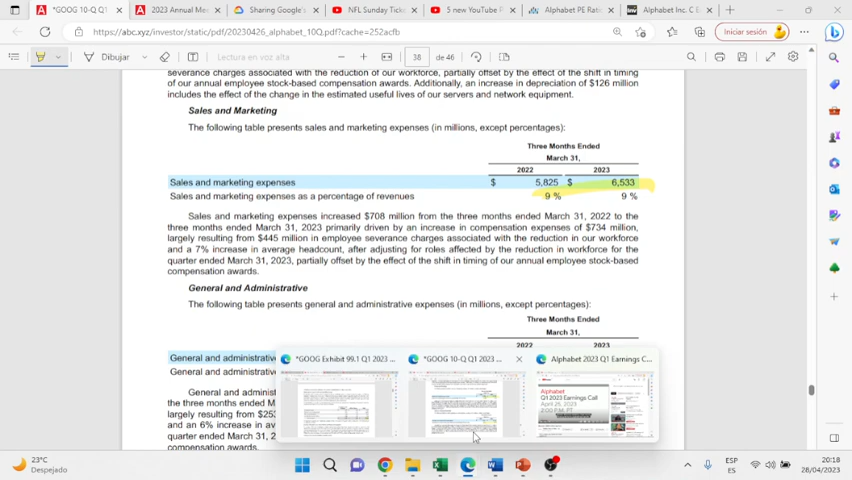 *GOOG 10-Q Q1
2023 Annual Me
Sharing Google's
NFL Sunday Ticke
5 new YouTube P
Alphabet PE Rati
Alphabet Inc. C E
https://abc.xyz/investor/static/pdf/20230426_alphabet_10Q.pdf?cache=252acfb
Iniciar sesión
Dibujar
Lectura en voz alta
38
de 46
severance charges associated with the reduction of our workforce, partially offset by the effect of the shift in timing
of our annual employee stock-based compensation awards. Additionally, an increase in depreciation of $126 million
includes the effect of the change in the estimated useful lives of our servers and network equipment.
Sales and Marketing
The following table presents sales and marketing expenses (in millions, except percentages):
Three Months Ended
March 31,
2022 2023
Sales and marketing expenses $ 5,825 $ 6,533
Sales and marketing expenses as a percentage of revenues 9 % 9 %
Sales and marketing expenses increased $708 million from the three months ended March 31, 2022 to the
three months ended March 31, 2023 primarily driven by an increase in compensation expenses of $734 million,
largely resulting from $445 million in employee severance charges associated with the reduction in our workforce
and a 7% increase in average headcount, after adjusting for roles affected by the reduction in workforce for the
quarter ended March 31, 2023, partially offset by the effect of the shift in timing of our annual employee stock-based
compensation awards.
General and Administrative
The following table presents general and administrative expenses (in millions, except percentages):
Three Months Ended
March 31,
2022 2023
General and administrative
General and administrative
General and admini
the three months ended Ma
largely resulting from $253
and an 6% increase in aver
quarter ended March 31, 20
compensation awards.
*GOOG Exhibit 99.1 Q1 2023 ...
*GOOG 10-Q Q1 2023 ...
Alphabet 2023 Q1 Earnings C...
Alphabet
Q1 2023 Earnings Call
April 25, 2023
2:00 P.M. PT
23°C
Despejado
ESP
ES
20:18
28/04/2023